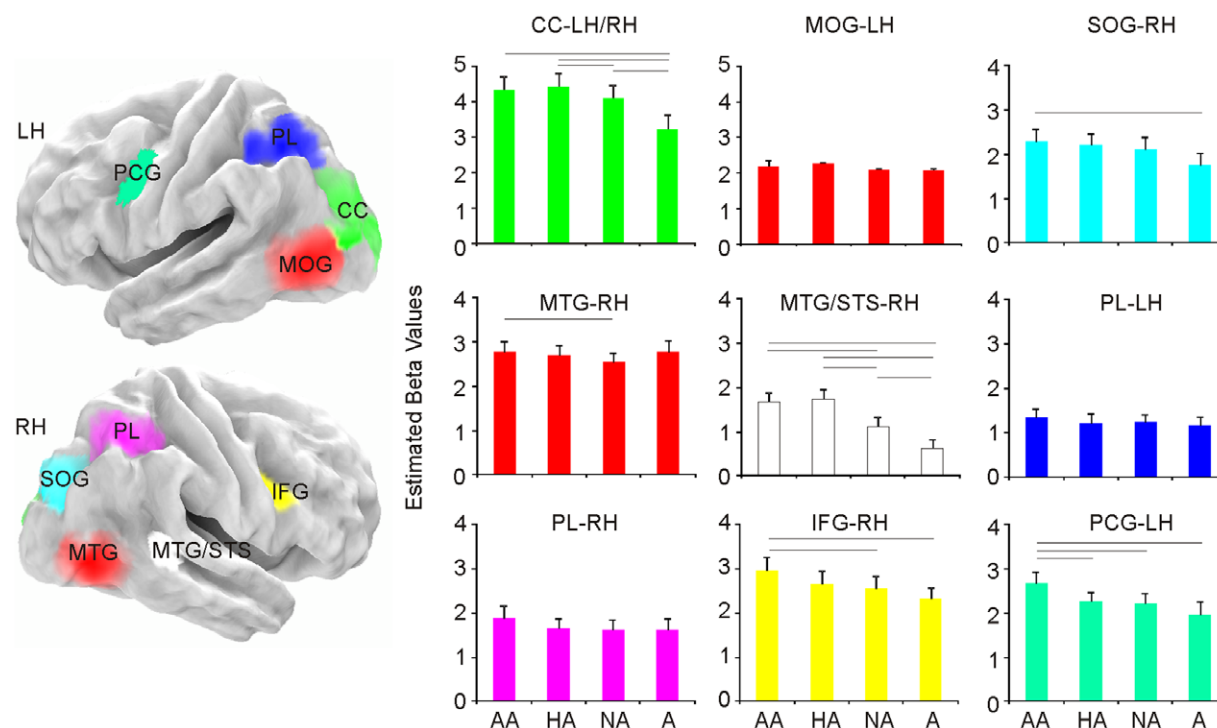 LH
PL
PCG
CC
MOG
RH
PL
SOG
IFG
MTG
MTG/STS
Estimated Beta Values
CC-LH/RH
5
4
3
2
1
0
MOG-LH
5
4
3
2
1
0
SOG-RH
4
3
2
1
0
MTG-RH
4
3
2
1
0
MTG/STS-RH
4
3
2
1
0
PL-LH
4
3
2
1
0
PL-RH
4
3
2
1
0
AA HA NA A
IFG-RH
4
3
2
1
0
AA HA NA A
PCG-LH
4
3
2
1
0
AA HA NA A